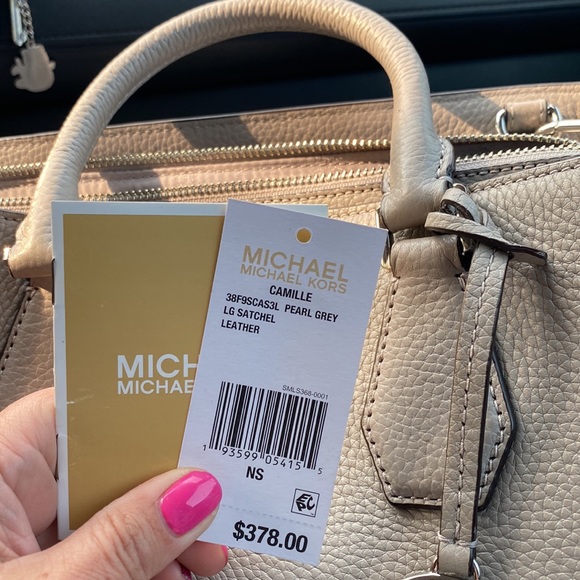 MICH
MICHAEL
MICHAEL
MICHAEL KORS
CAMILLE
38F9SCAS3L PEARL GREY
LG SATCHEL
LEATHER
SMLS368-0001
1 93599 05415 5
NS
$378.00